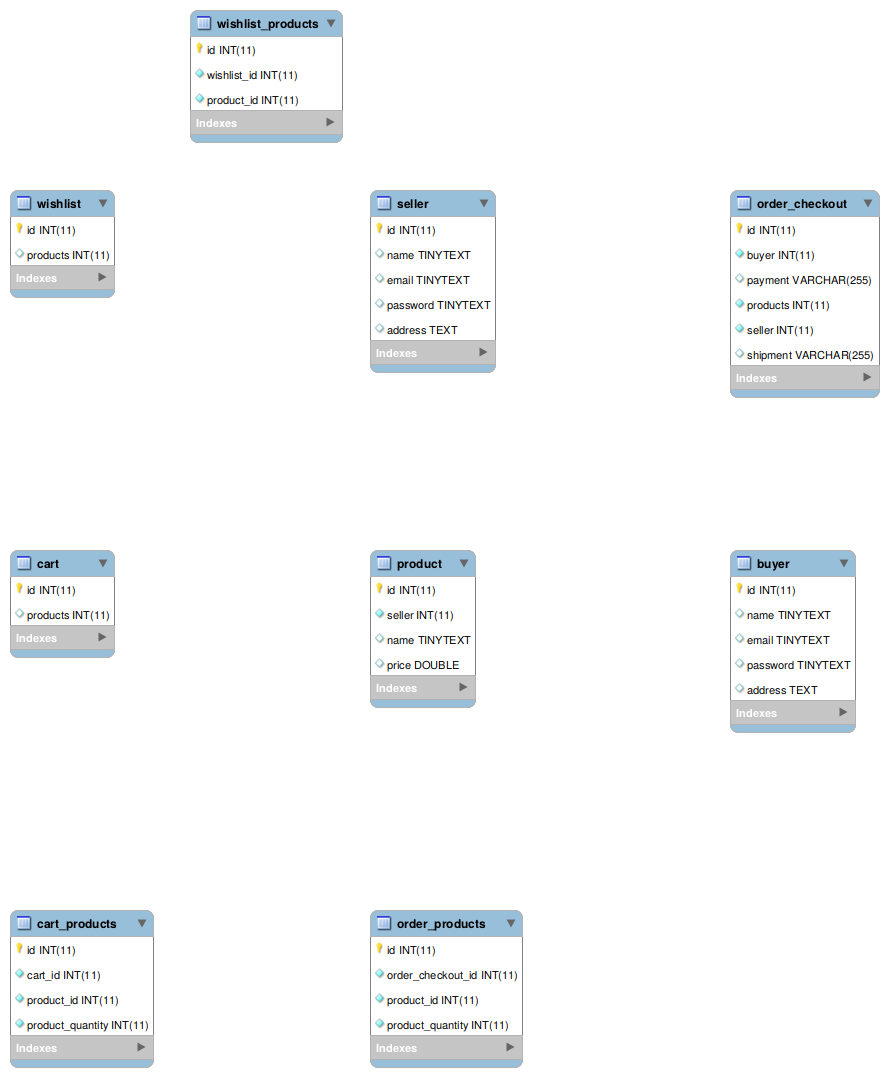 wishlist_products
id INT(11)
wishlist_id INT(11)
product_id INT(11)
Indexes
wishlist
id INT(11)
products INT(11)
Indexes
seller
id INT(11)
name TINYTEXT
email TINYTEXT
password TINYTEXT
address TEXT
Indexes
order_checkout
id INT(11)
buyer INT(11)
payment VARCHAR(255)
products INT(11)
seller INT(11)
shipment VARCHAR(255)
Indexes
cart
id INT(11)
products INT(11)
Indexes
product
id INT(11)
seller INT(11)
name TINYTEXT
price DOUBLE
Indexes
buyer
id INT(11)
name TINYTEXT
email TINYTEXT
password TINYTEXT
address TEXT
Indexes
cart_products
id INT(11)
cart_id INT(11)
product_id INT(11)
product_quantity INT(11)
Indexes
order_products
id INT(11)
order_checkout_id INT(11)
product_id INT(11)
product_quantity INT(11)
Indexes